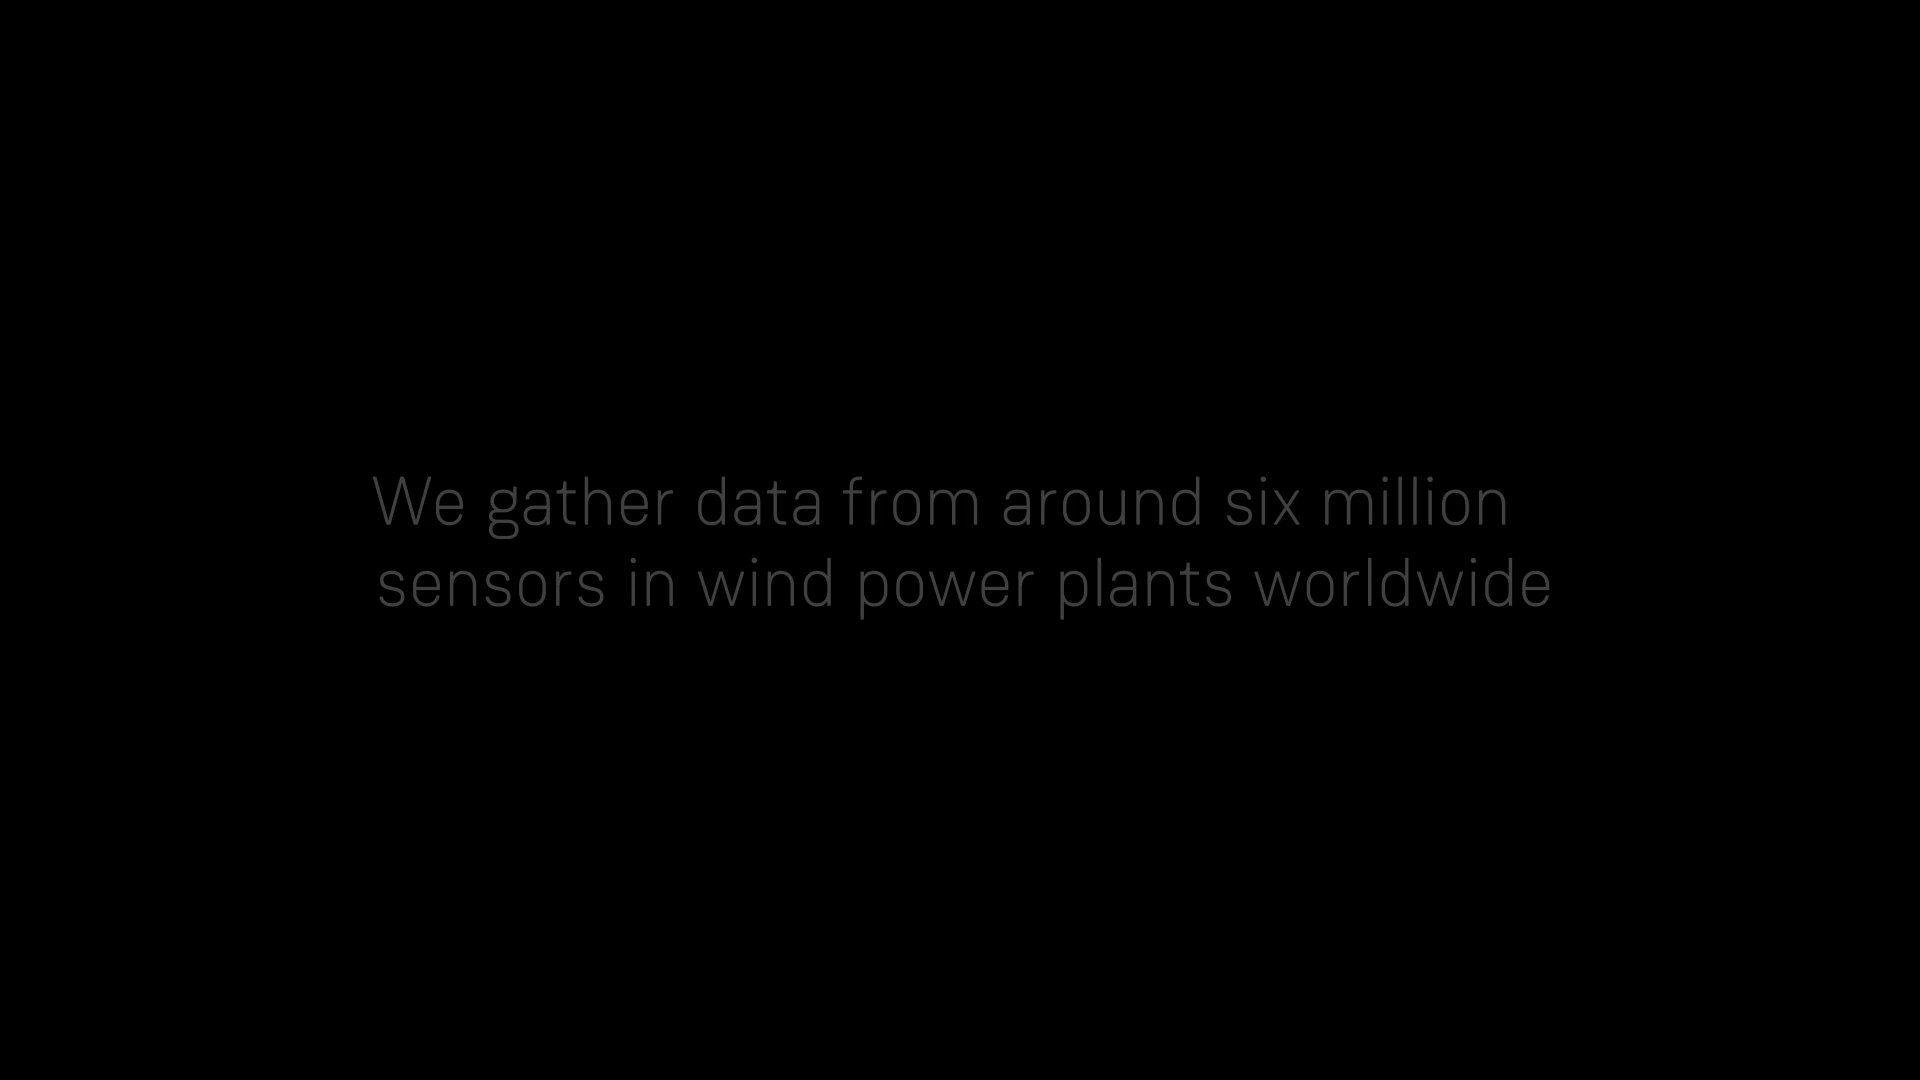 We gather data from around six million
sensors in wind power plants worldwide